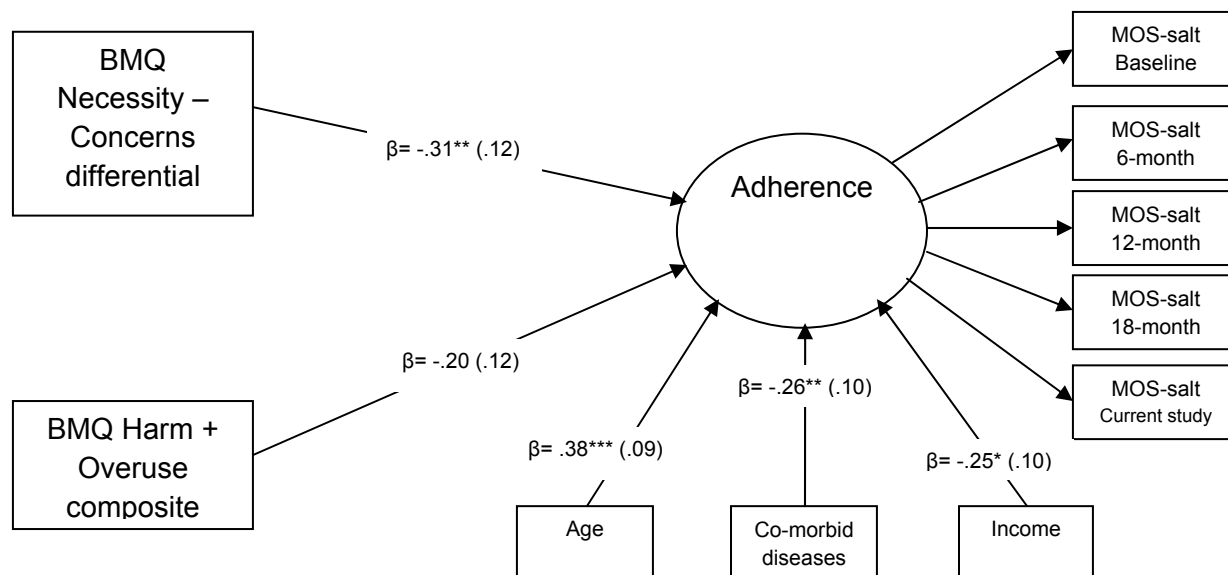 BMQ
Necessity –
Concerns
differential
β= -.31** (.12)
Adherence
MOS-salt
Baseline
MOS-salt
6-month
MOS-salt
12-month
MOS-salt
18-month
MOS-salt
Current study
BMQ Harm +
Overuse
composite
β= -.20 (.12)
β= .38*** (.09)
β= -.26** (.10)
β= -.25* (.10)
Age
Co-morbid
diseases
Income